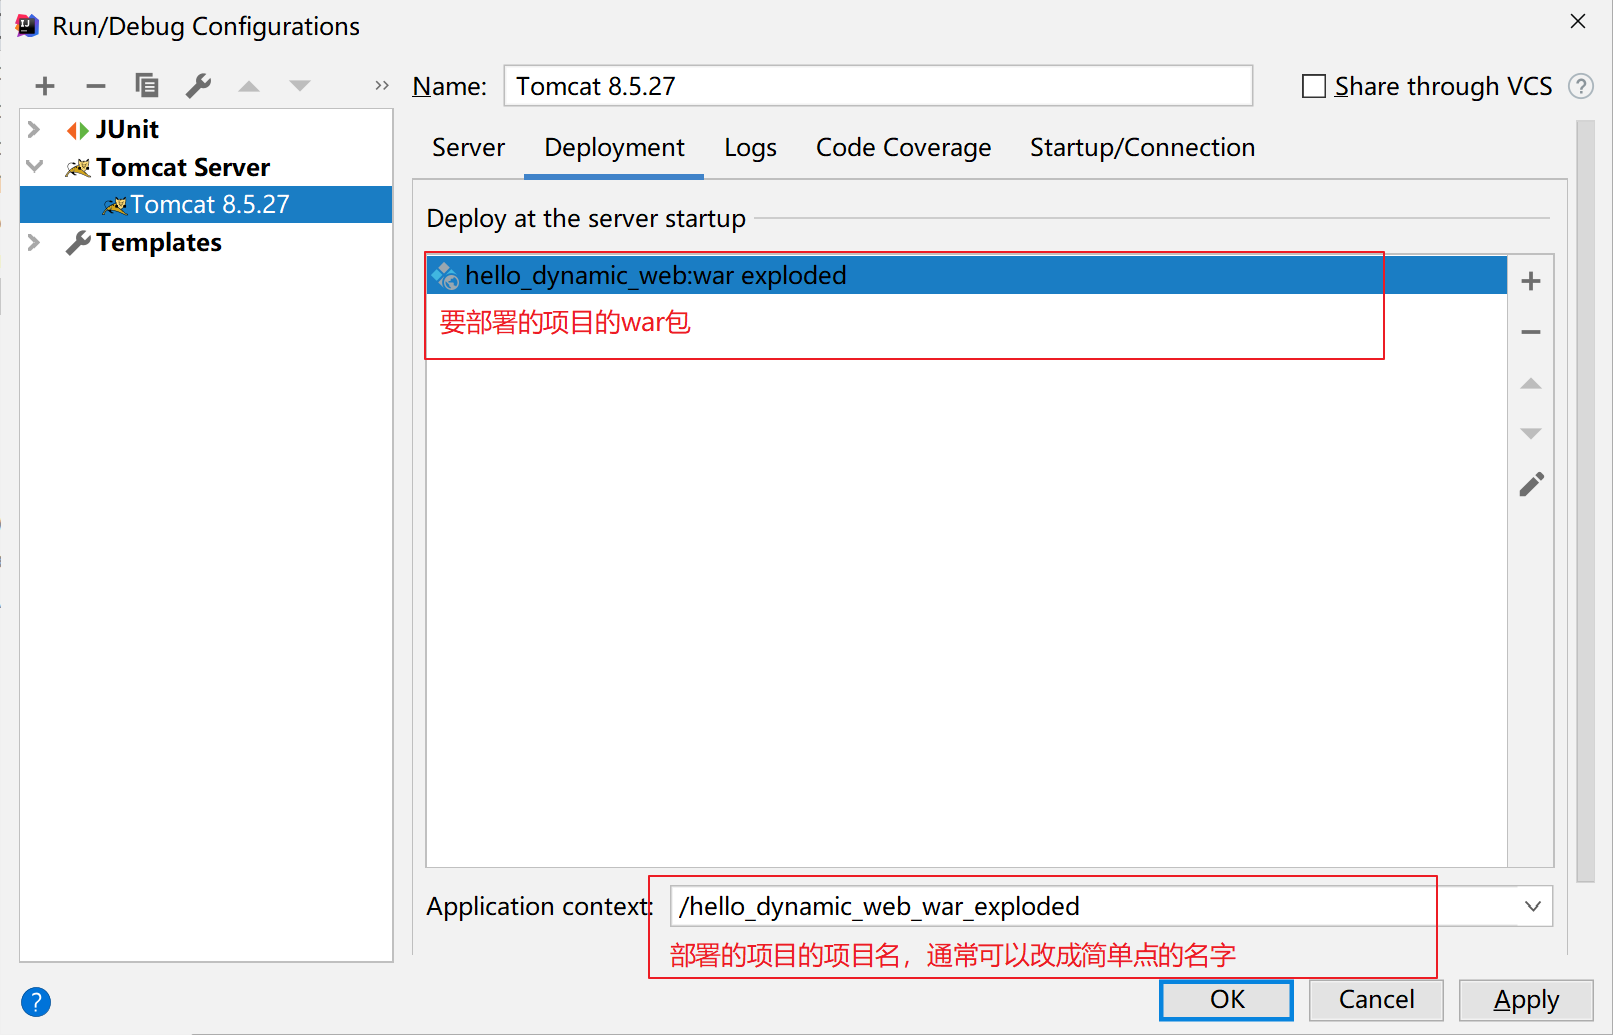 Run/Debug Configurations
Name: Tomcat 8.5.27
Share through VCS
JUnit
Tomcat Server
Tomcat 8.5.27
Templates
Server Deployment Logs Code Coverage Startup/Connection
Deploy at the server startup
hello_dynamic_web:war exploded
要部署的项目的war包
Application context: /hello_dynamic_web_war_exploded
部署的项目的项目名，通常可以改成简单点的名字
OK Cancel Apply